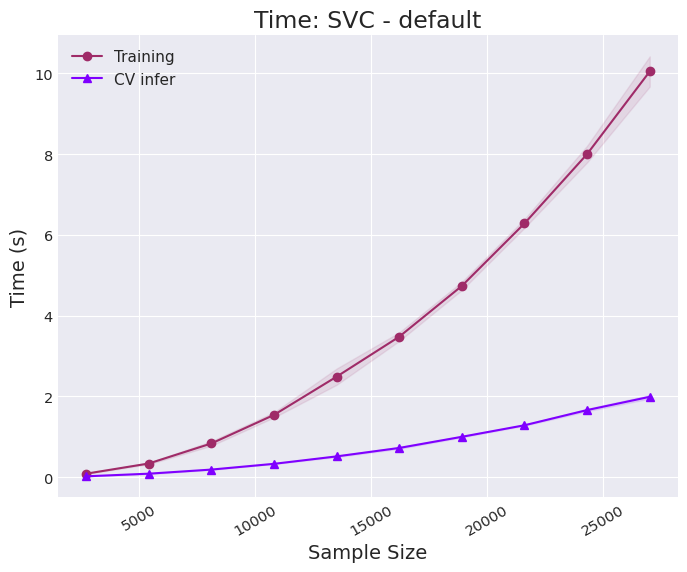 Time: SVC - default
Training
CV infer
10
8
6
4
2
0
Time (s)
5000
10000
15000
20000
25000
Sample Size